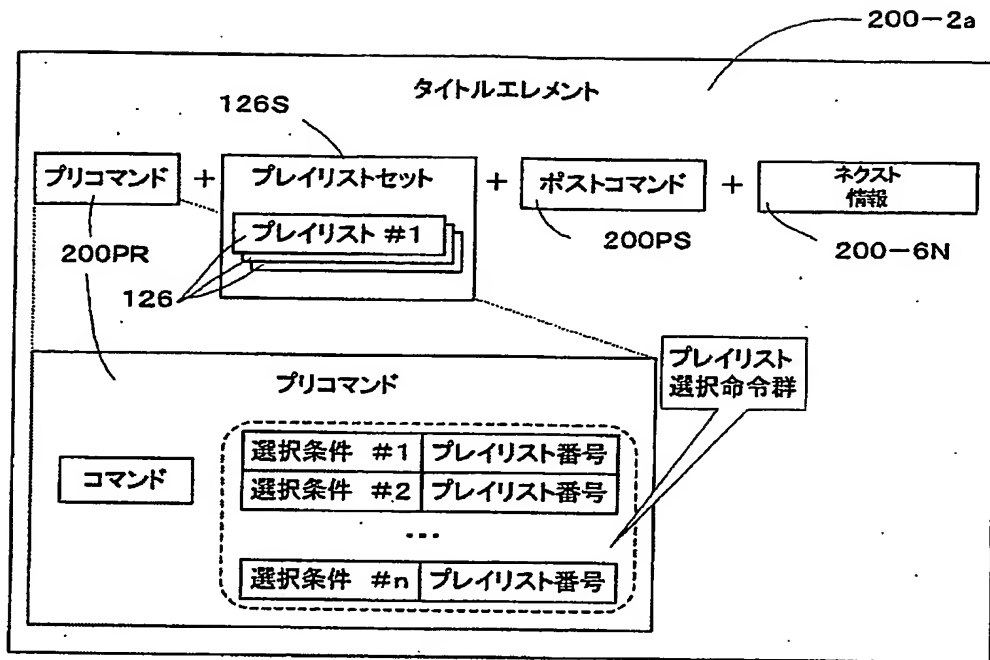 200-2a
タイトルエレメント
126S
プリコマンド + プレイリストセット + ポストコマンド + ネクスト
情報
プレイリスト #1
200PR
200PS
200-6N
126
プレイリスト
選択命令群
プリコマンド
コマンド
選択条件 #1 プレイリスト番号
選択条件 #2 プレイリスト番号
...
選択条件 #n プレイリスト番号